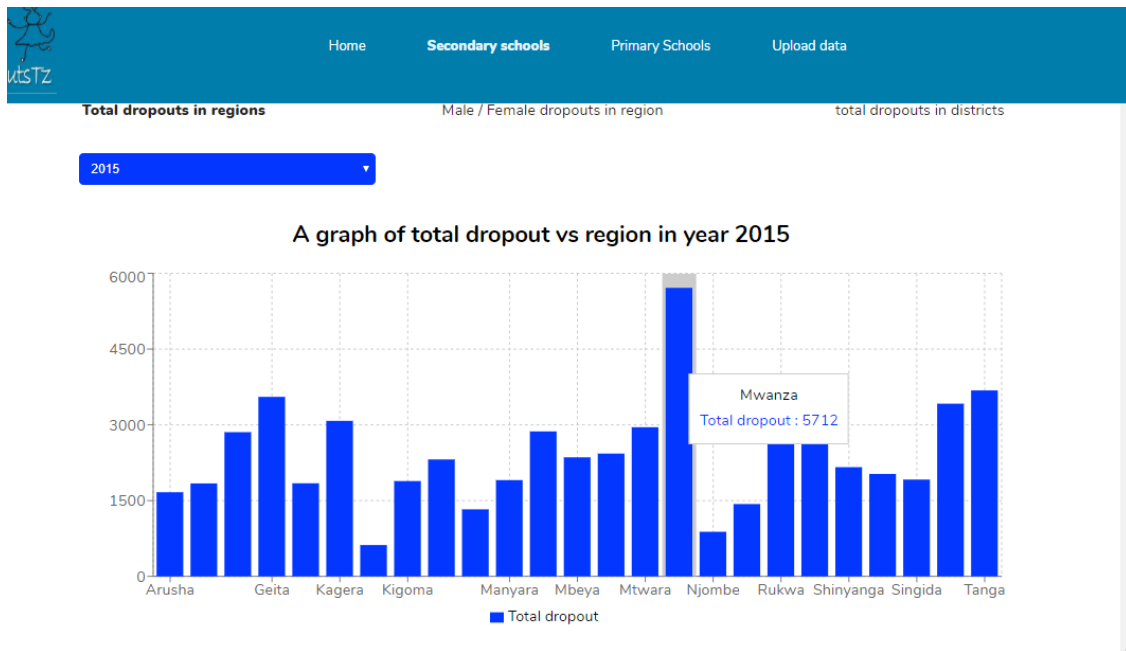 utsTz
Home Secondary schools Primary Schools Upload data
Total dropouts in regions Male / Female dropouts in region total dropouts in districts
2015
A graph of total dropout vs region in year 2015
6000
4500
3000
1500
0
Mwanza
Total dropout : 5712
Arusha Geita Kagera Kigoma Manyara Mbeya Mtwara Njombe Rukwa Shinyanga Singida Tanga
Total dropout